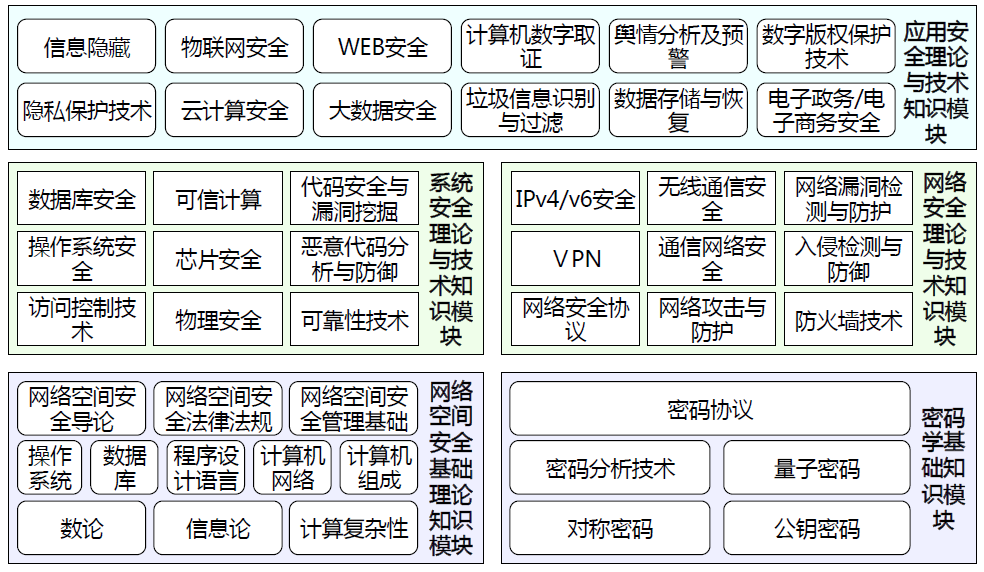 信息隐藏
物联网安全
WEB安全
计算机数字取
证
舆情分析及预
警
数字版权保护
技术
隐私保护技术
云计算安全
大数据安全
垃圾信息识别
与过滤
数据存储与恢
复
电子政务/电
子商务安全
应用安
全理论
与技术
知识模
块
数据库安全
可信计算
代码安全与
漏洞挖掘
操作系统安
全
芯片安全
恶意代码分
析与防御
访问控制技
术
物理安全
可靠性技术
系统
安全
理论
与技
术知
识模
块
IPv4/v6安全
无线通信安
全
网络漏洞检
测与防护
VPN
通信网络安
全
入侵检测与
防御
网络安全协
议
网络攻击与
防护
防火墙技术
网络
安全
理论
与技
术知
识模
块
网络空间安
全导论
网络空间安
全法律法规
网络空间安
全管理基础
操作
系统
数据
库
程序设
计语言
计算机
网络
计算机
组成
数论
信息论
计算复杂性
网络
空间
安全
基础
理论
知识
模块
密码协议
密码分析技术
量子密码
对称密码
公钥密码
密码
学基
础知
识模
块